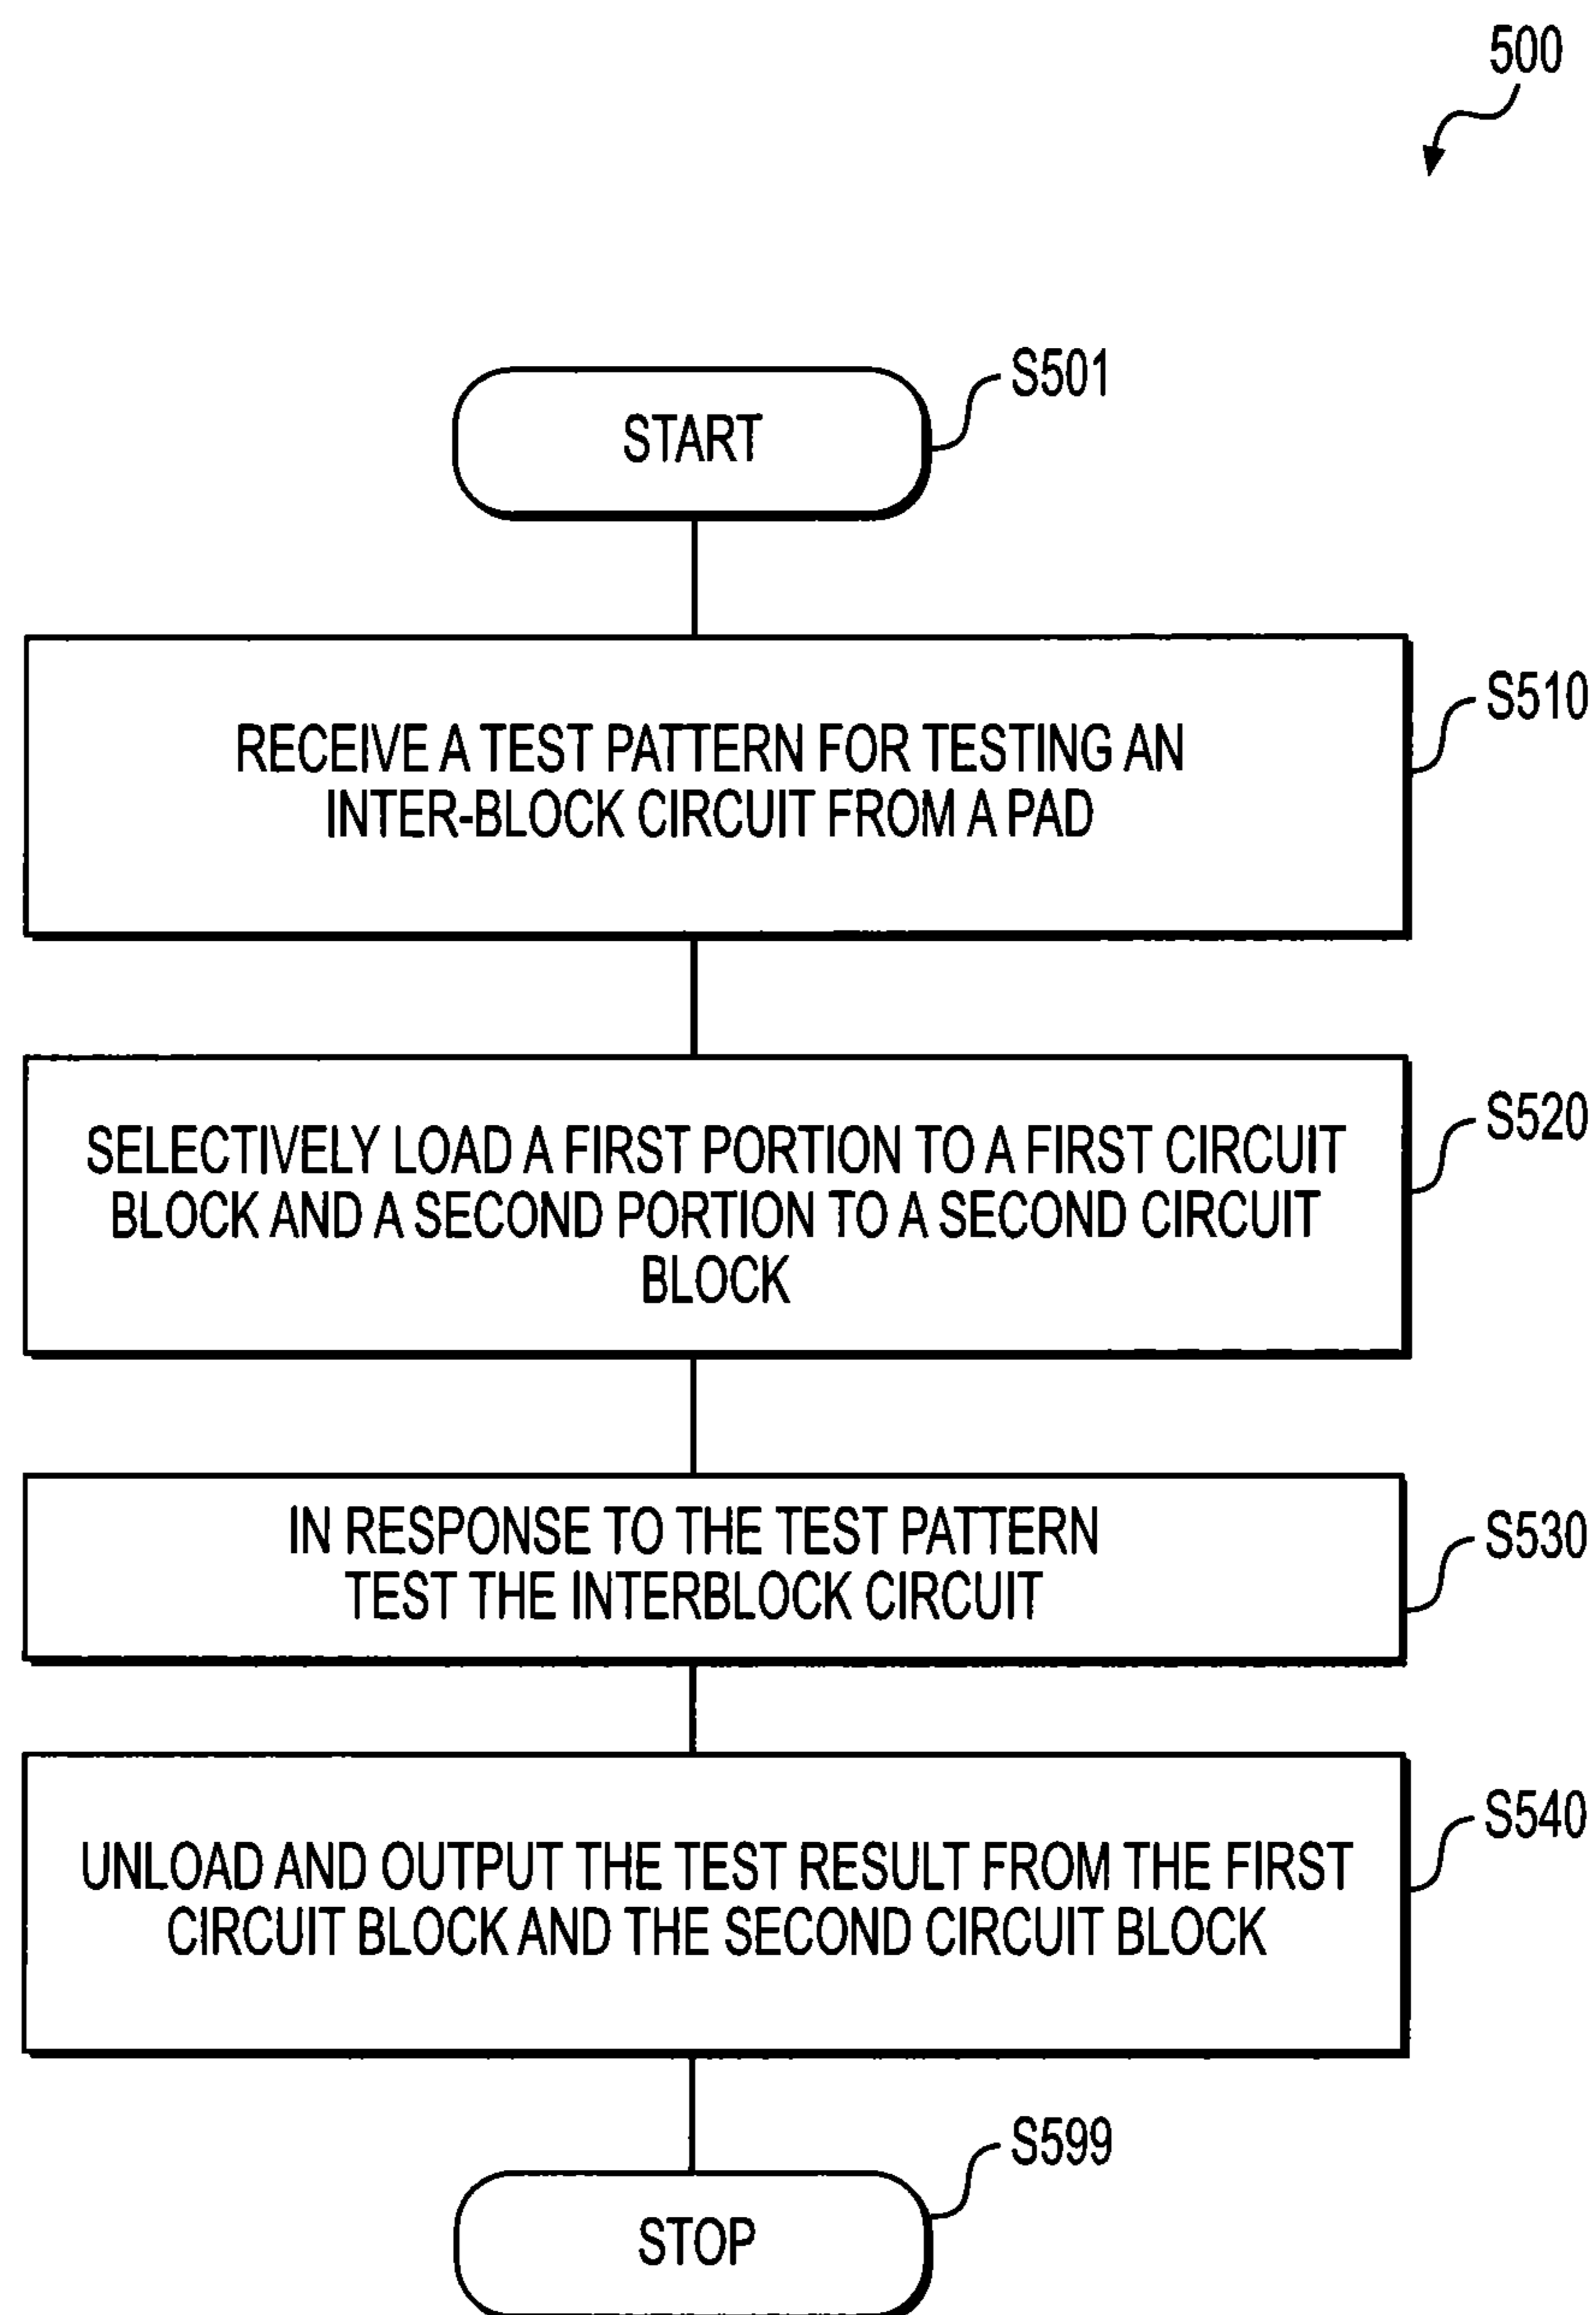 500
S501
START
S510
RECEIVE A TEST PATTERN FOR TESTING AN
INTER-BLOCK CIRCUIT FROM A PAD
S520
SELECTIVELY LOAD A FIRST PORTION TO A FIRST CIRCUIT
BLOCK AND A SECOND PORTION TO A SECOND CIRCUIT
BLOCK
S530
IN RESPONSE TO THE TEST PATTERN
TEST THE INTERBLOCK CIRCUIT
S540
UNLOAD AND OUTPUT THE TEST RESULT FROM THE FIRST
CIRCUIT BLOCK AND THE SECOND CIRCUIT BLOCK
S599
STOP